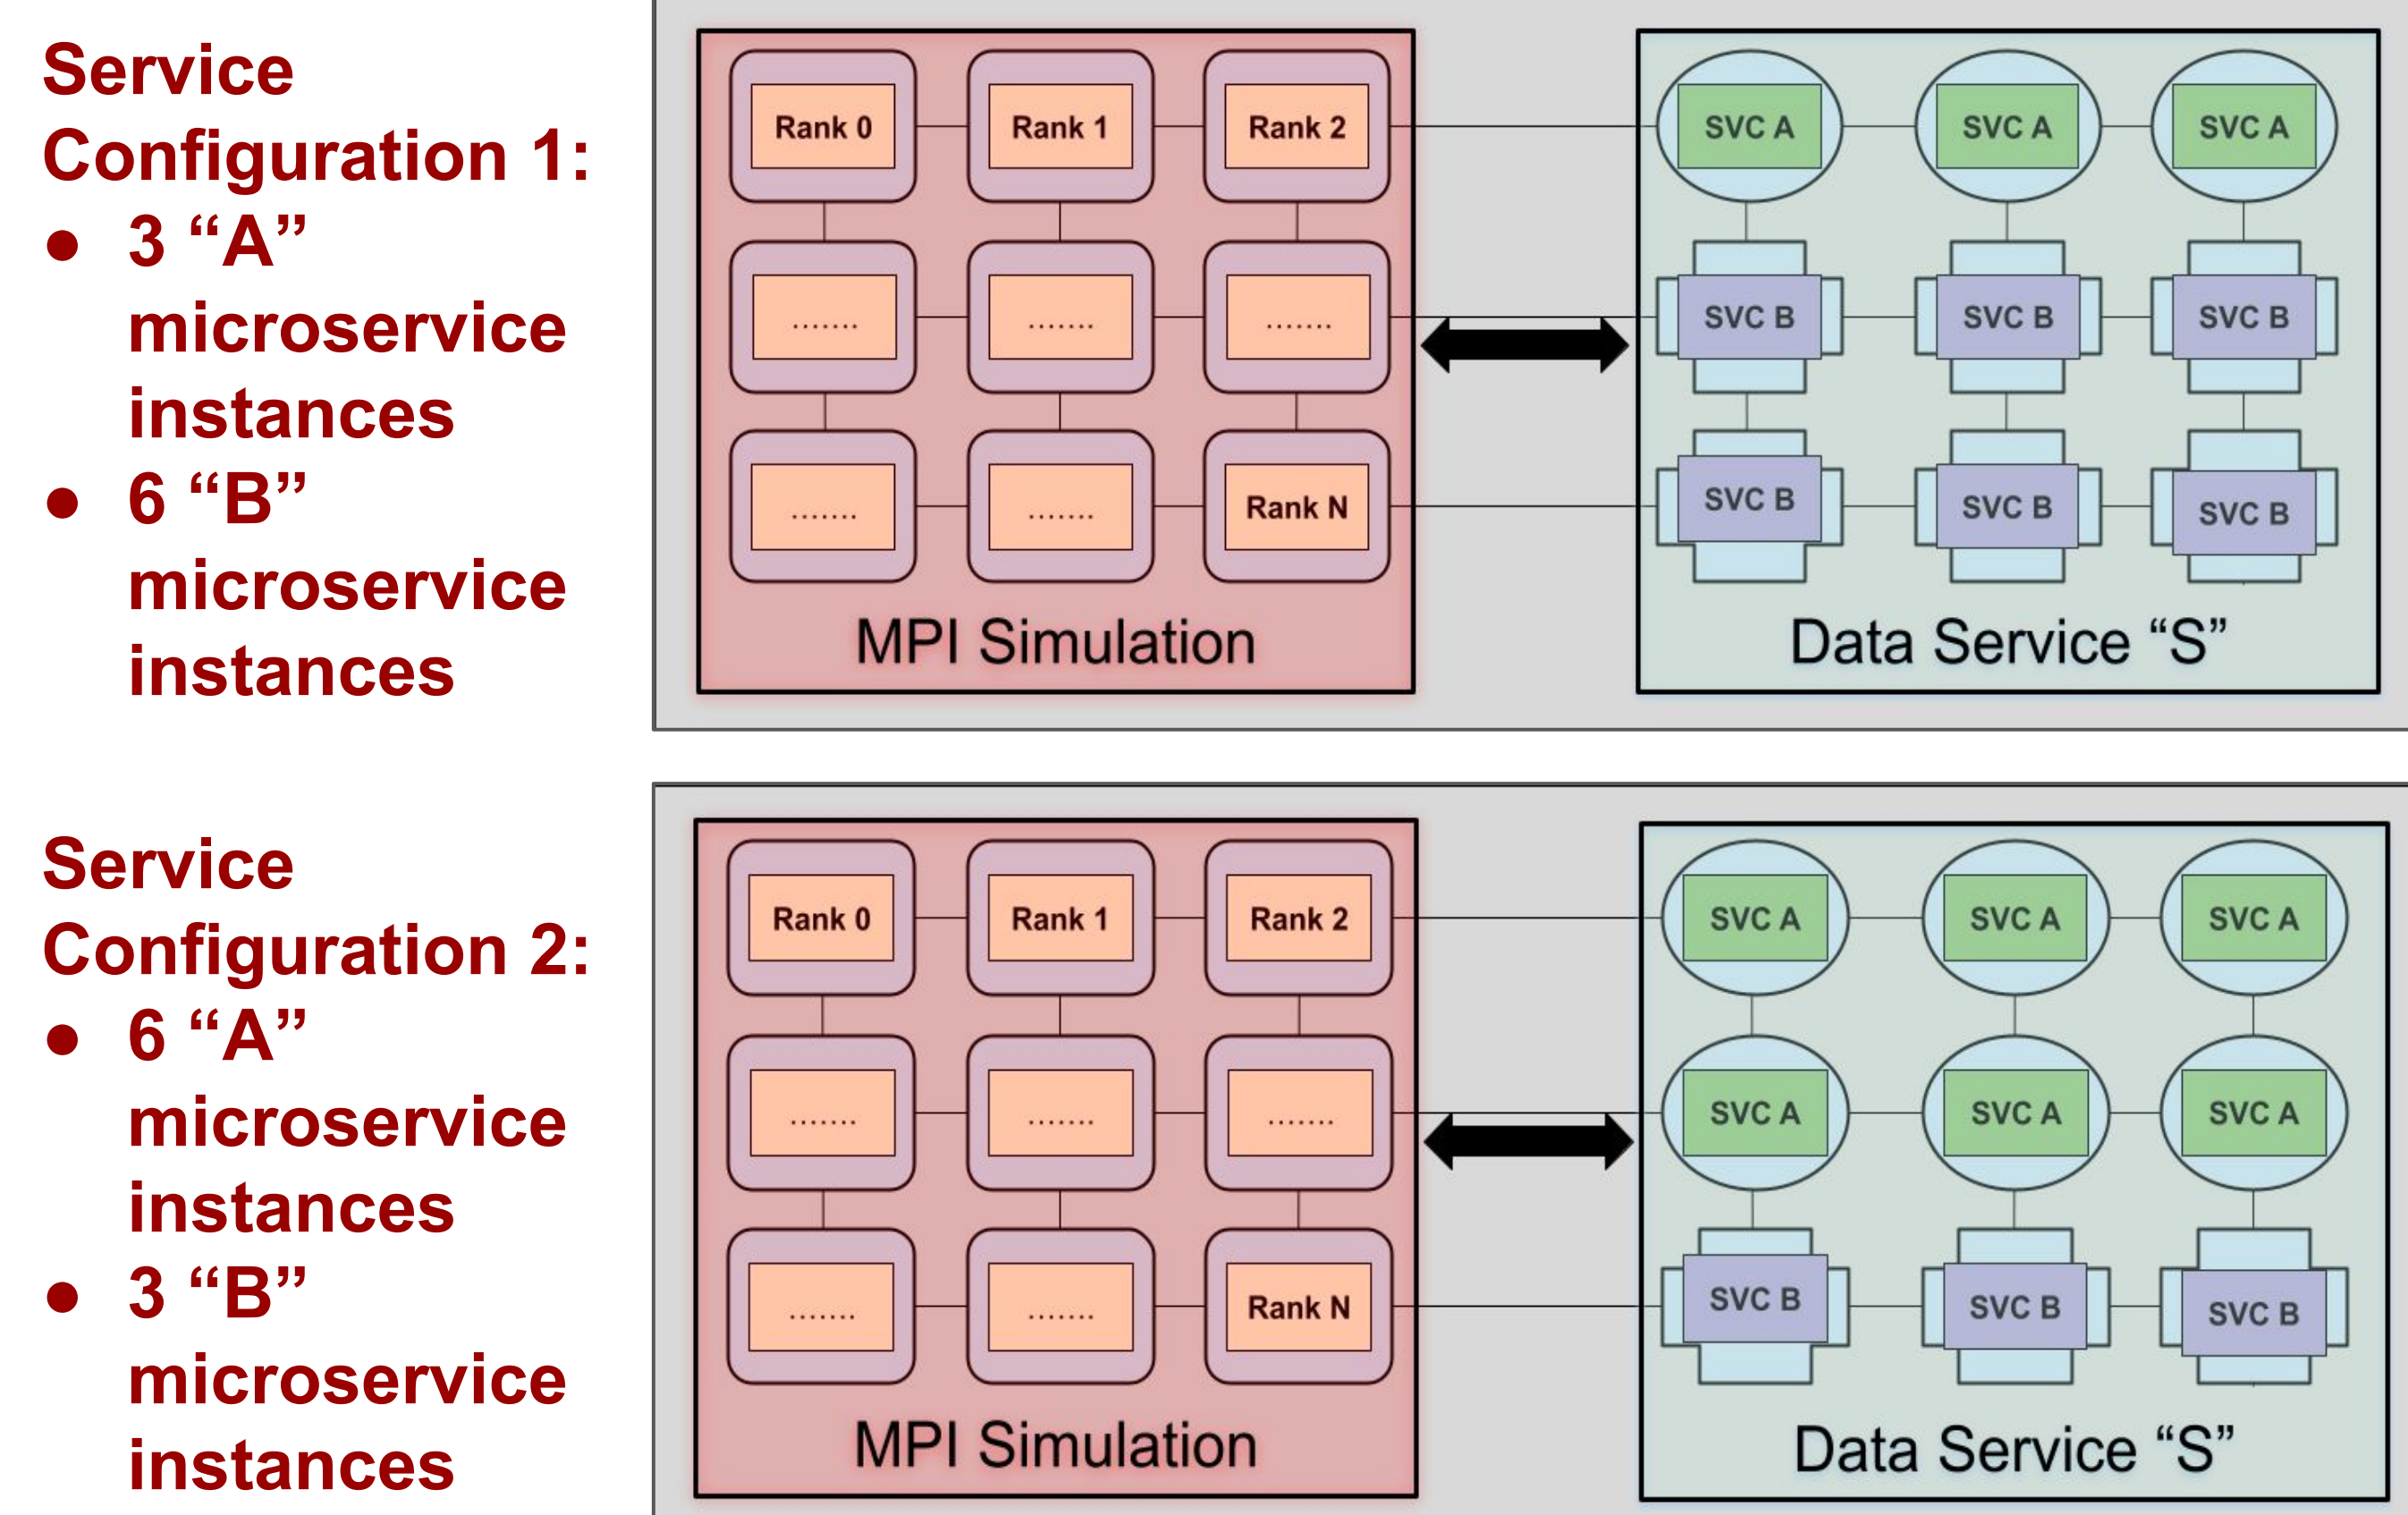 Service
Configuration 1:
● 3 “A”
microservice
instances
● 6 “B”
microservice
instances
Rank 0 Rank 1 Rank 2
....... ....... .......
....... ....... Rank N
MPI Simulation
SVC A SVC A SVC A
SVC B SVC B SVC B
SVC B SVC B SVC B
Data Service “S”
Service
Configuration 2:
● 6 “A”
microservice
instances
● 3 “B”
microservice
instances
Rank 0 Rank 1 Rank 2
....... ....... .......
....... ....... Rank N
MPI Simulation
SVC A SVC A SVC A
SVC A SVC A SVC A
SVC B SVC B SVC B
Data Service “S”